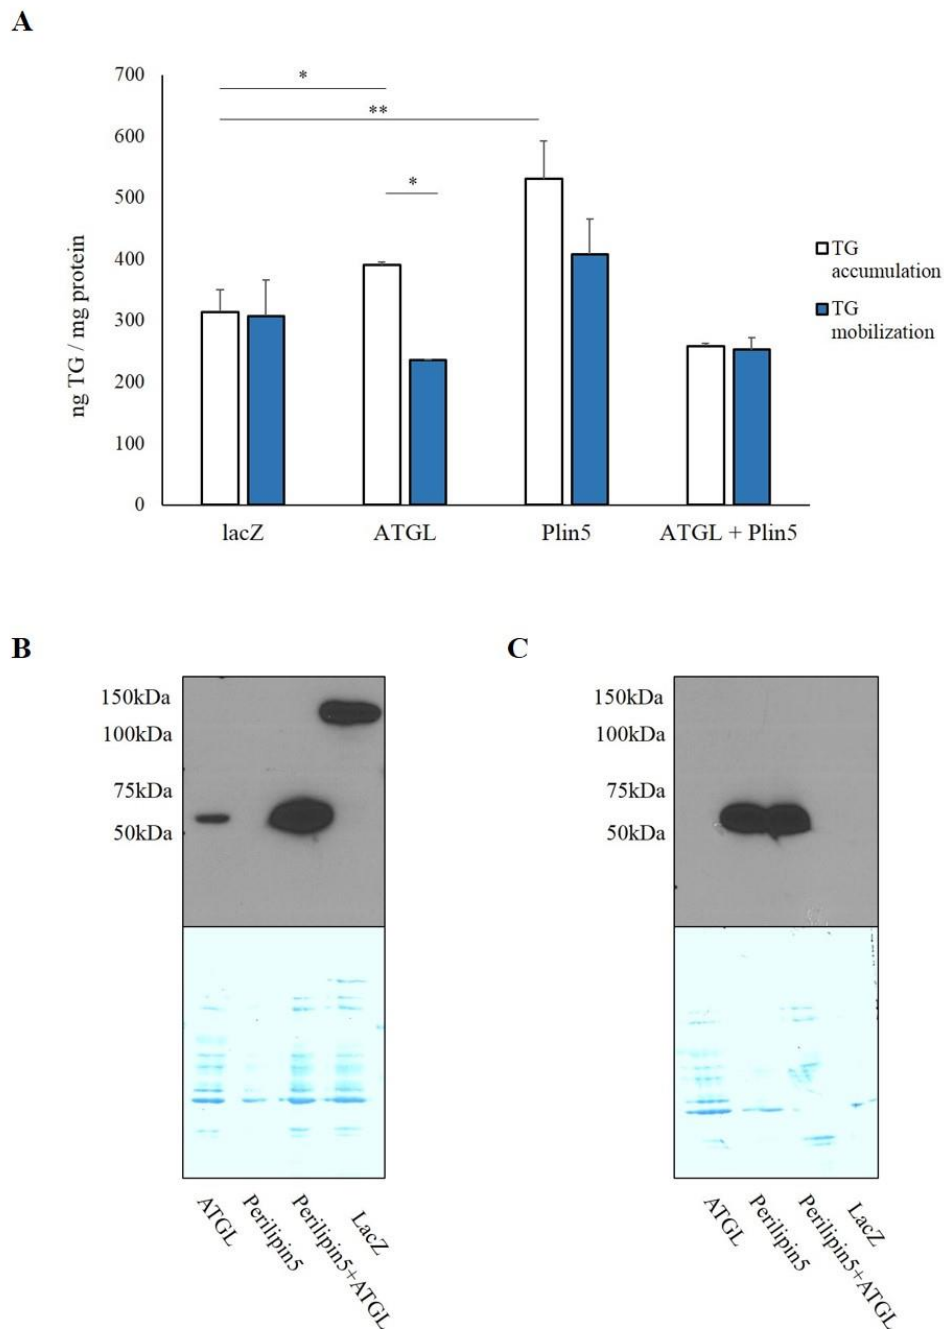 A
700
600
500
400
300
200
100
0
ng TG / mg protein
*
**
*
TG
accumulation
TG
mobilization
lacZ
ATGL
Plin5
ATGL + Plin5
B
150kDa
100kDa
75kDa
50kDa
ATGL
Perilipin5
Perilipin5+ATGL
LacZ
C
150kDa
100kDa
75kDa
50kDa
ATGL
Perilipin5
Perilipin5+ATGL
LacZ